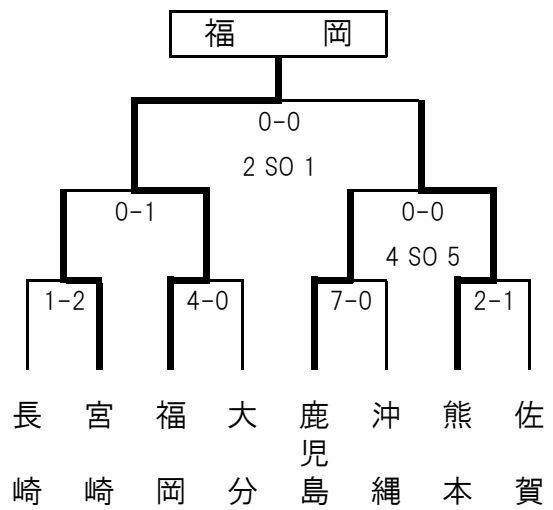 福岡
0-0
2 SO 1
0-1
0-0
4 SO 5
1-2
4-0
7-0
2-1
長崎
宮崎
福岡
大分
鹿児島
沖縄
熊本
佐賀